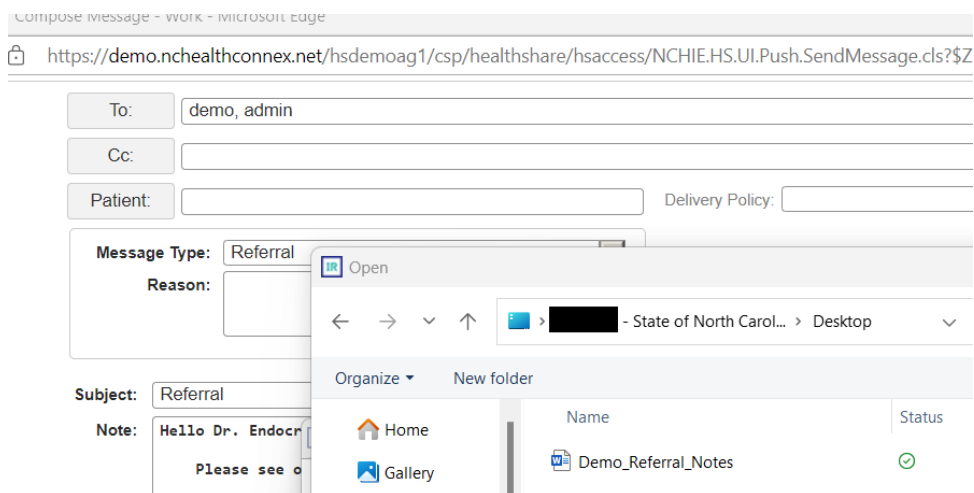 Compose Message - Work - Microsoft Edge
https://demo.nchealthconnex.net/hsdemoag1/csp/healthshare/hsaccess/NCHIE.HS.UI.Push.SendMessage.cls?$Z
To: demo, admin
Cc:
Patient: Delivery Policy:
Message Type: Referral
Reason:
IR Open
- State of North Carol... > Desktop
Organize New folder
Subject: Referral
Name Status
Note: Hello Dr. Endocr
Home
Please see o
Demo_Referral_Notes
Gallery